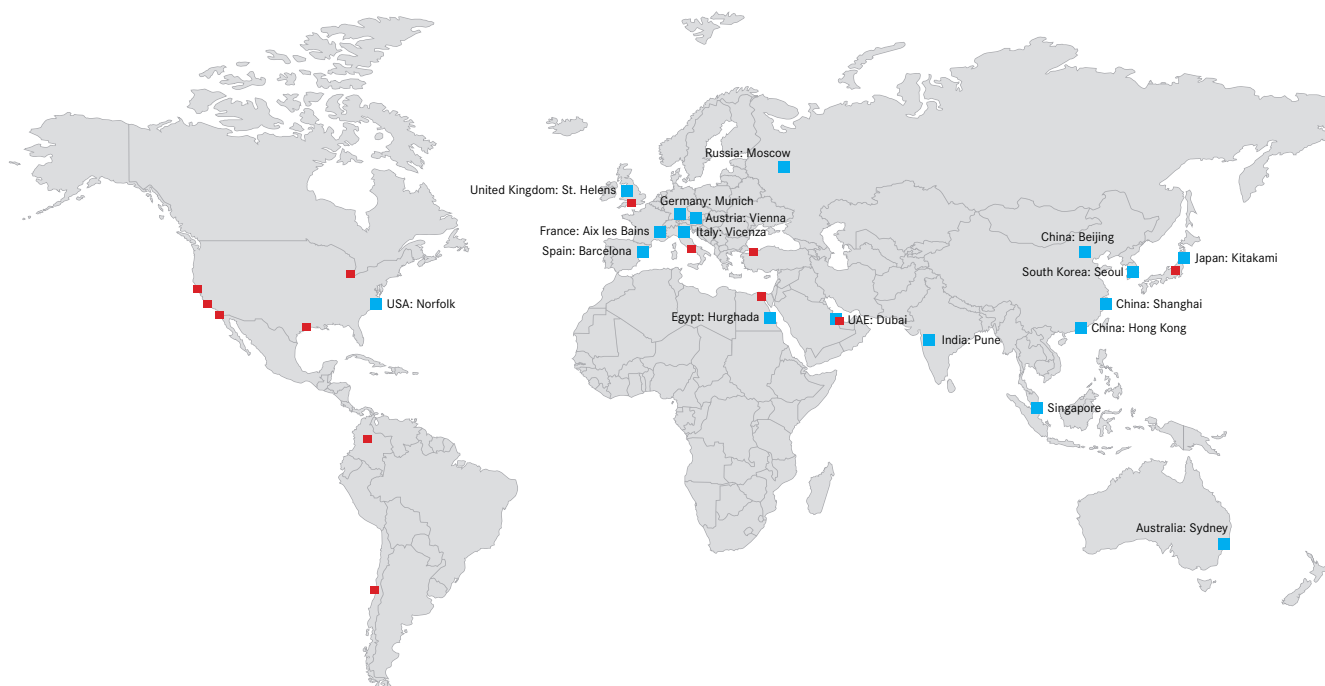 Russia: Moscow
United Kingdom: St. Helens
Germany: Munich
Austria: Vienna
France: Aix les Bains
Italy: Vicenza
Spain: Barcelona
China: Beijing
Japan: Kitakami
South Korea: Seoul
USA: Norfolk
China: Shanghai
Egypt: Hurghada
UAE: Dubai
China: Hong Kong
India: Pune
Singapore
Australia: Sydney